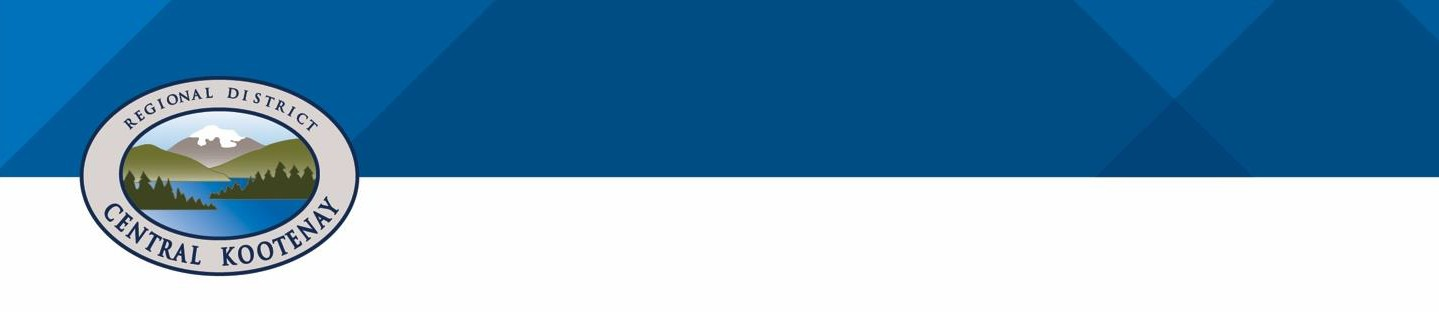 REGIONAL DISTRICT
CENTRAL KOOTENAY